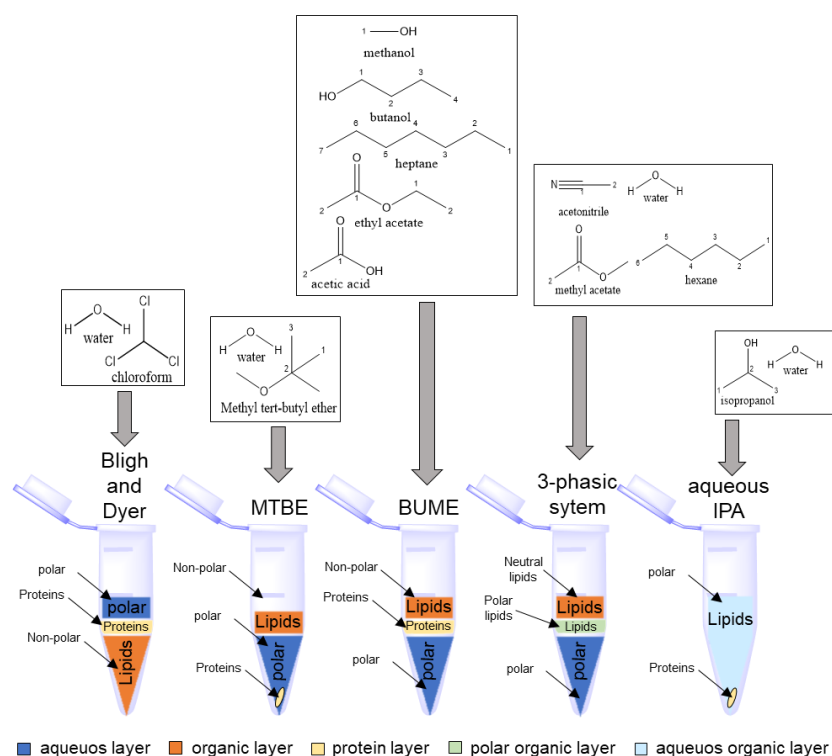 1
OH
methanol
1
3
HO
2
4
butanol
6
4
2
7
5
3
1
heptane
O
1
1
2
O
2
ethyl acetate
O
1
2
OH
acetic acid
N
1
2
acetonitrile
O
H
H
water
O
1
2
O
methyl acetate
6
5
4
3
2
1
hexane
O
H
H
water
Cl
Cl
Cl
chloroform
O
H
H
water
3
1
2
O
Methyl tert-butyl ether
OH
2
1
3
isopropanol
O
H
H
water
Bligh
and
Dyer
MTBE
BUME
3-phasic
sytem
aqueous
IPA
polar
Proteins
Non-polar
polar
Proteins
Lipids
Non-polar
polar
Proteins
Lipids
polar
Non-polar
Proteins
polar
Lipids
Proteins
polar
Neutral
lipids
Polar
lipids
polar
Lipids
Lipids
polar
polar
Proteins
Lipids
aqueuos layer
organic layer
protein layer
polar organic layer
aqueuos organic layer